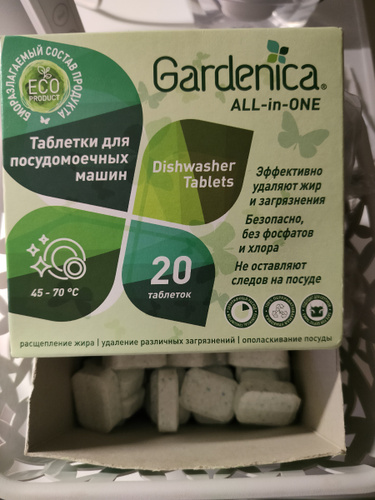 БИОРАЗЛАГАЕМЫЙ СОСТАВ ПРОДУКТА
ECO
PRODUCT
Gardenica®
ALL-in-ONE
Таблетки для
посудомоечных
машин
Dishwasher
Tablets
Эффективно
удаляют жир
и загрязнения
Безопасно,
без фосфатов
и хлора
Не оставляют
следов на посуде
45 - 70 °C
20
таблеток
расщепление жира | удаление различных загрязнений | ополаскивание посуды